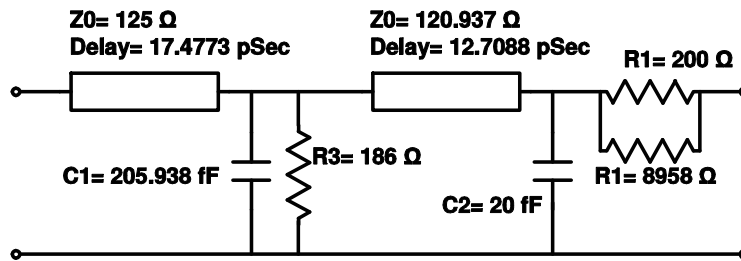 Z0= 125 Ω
Delay= 17.4773 pSec
Z0= 120.937 Ω
Delay= 12.7088 pSec
R1= 200 Ω
C1= 205.938 fF
R3= 186 Ω
R1= 8958 Ω
C2= 20 fF